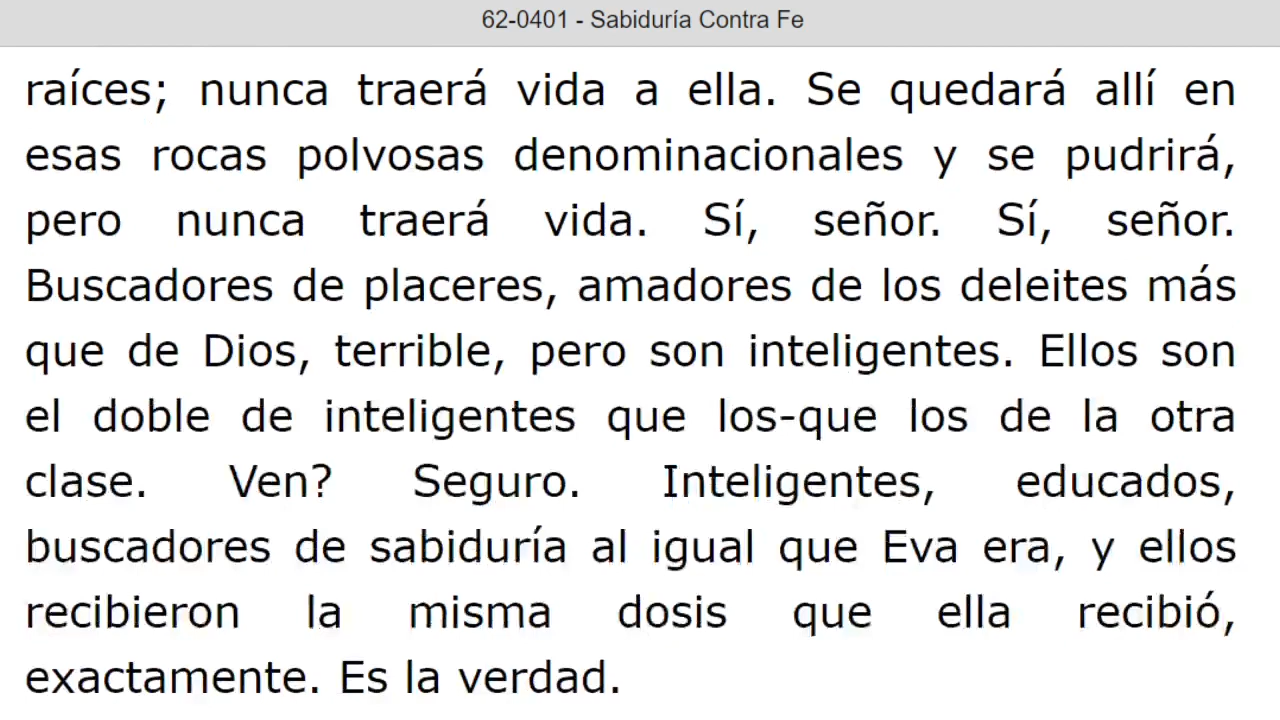 62-0401 - Sabiduría Contra Fe
raíces; nunca traerá vida a ella. Se quedará allí en
esas rocas polvosas denominacionales y se pudrirá,
pero nunca traerá vida. Sí, señor. Sí, señor.
Buscadores de placeres, amadores de los deleites más
que de Dios, terrible, pero son inteligentes. Ellos son
el doble de inteligentes que los-que los de la otra
clase. Ven? Seguro. Inteligentes, educados,
buscadores de sabiduría al igual que Eva era, y ellos
recibieron la misma dosis que ella recibió,
exactamente. Es la verdad.